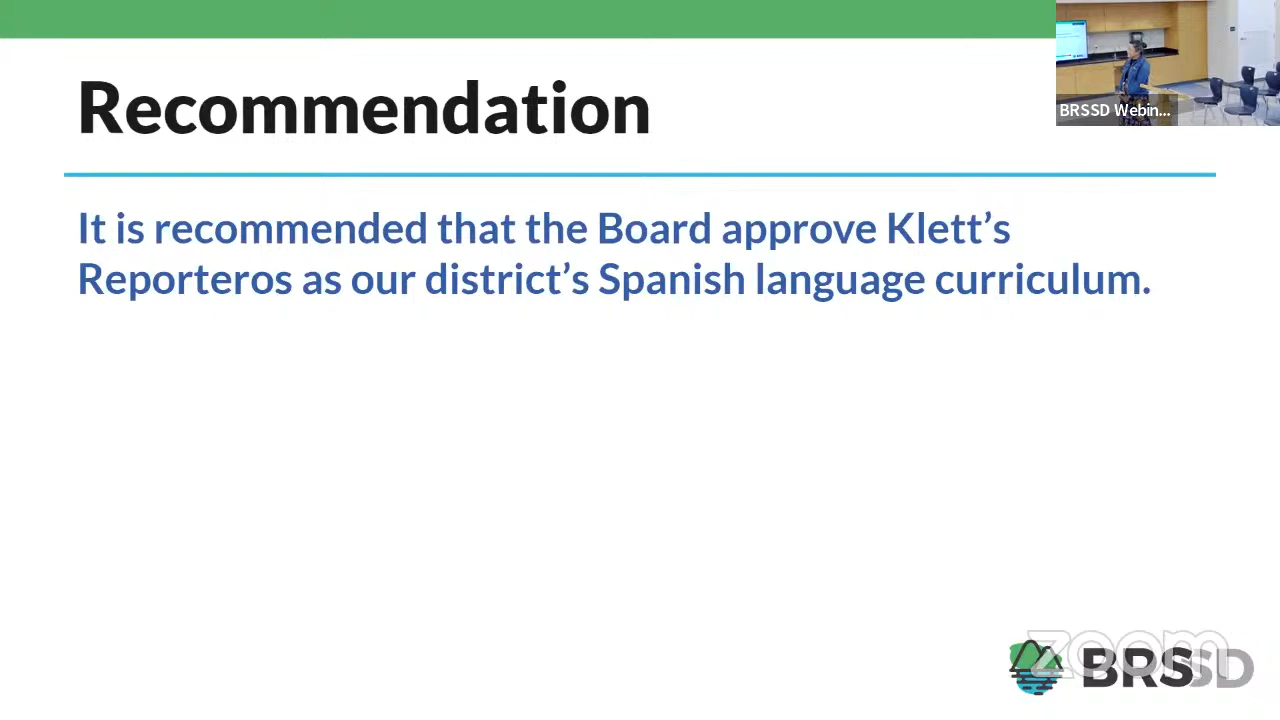 Recommendation
BRSSD Webin...
It is recommended that the Board approve Klett’s
Reporteros as our district’s Spanish language curriculum.
zoom
BRSSD